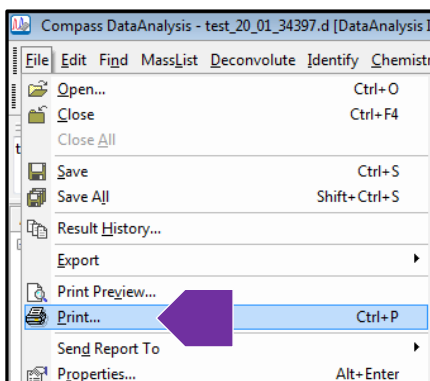 Compass DataAnalysis - test_20_01_34397.d [DataAnalysis
File Edit Find MassList Deconvolute Identify Chemistr
Open... Ctrl+O
Close Ctrl+F4
Close All
Save Ctrl+S
Save All Shift+Ctrl+S
Result History...
Export
Print Preview...
Print... Ctrl+P
Send Report To
Properties... Alt+Enter